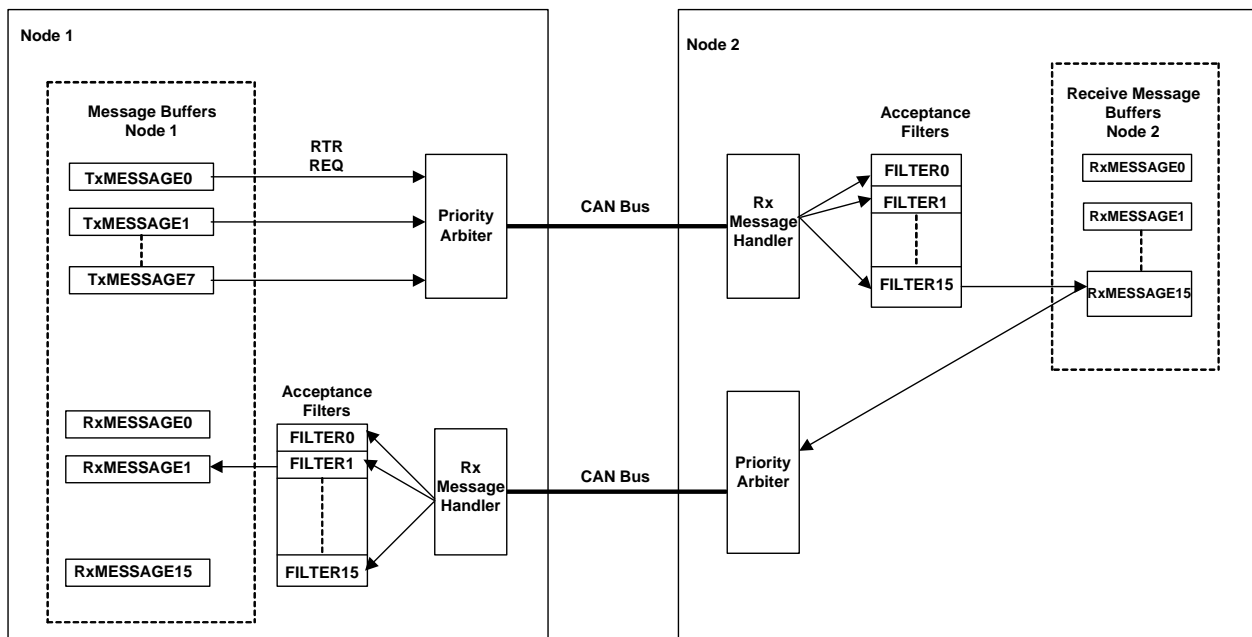 Node 1
Message Buffers
Node 1
TxMESSAGE0
TxMESSAGE1
TxMESSAGE7
RTR
REQ
Priority
Arbiter
CAN Bus
RxMESSAGE0
RxMESSAGE1
RxMESSAGE15
Acceptance
Filters
FILTER0
FILTER1
FILTER15
Rx
Message
Handler
CAN Bus
Node 2
Rx
Message
Handler
Acceptance
Filters
FILTER0
FILTER1
FILTER15
Receive Message
Buffers
Node 2
RxMESSAGE0
RxMESSAGE1
RxMESSAGE15
Priority
Arbiter